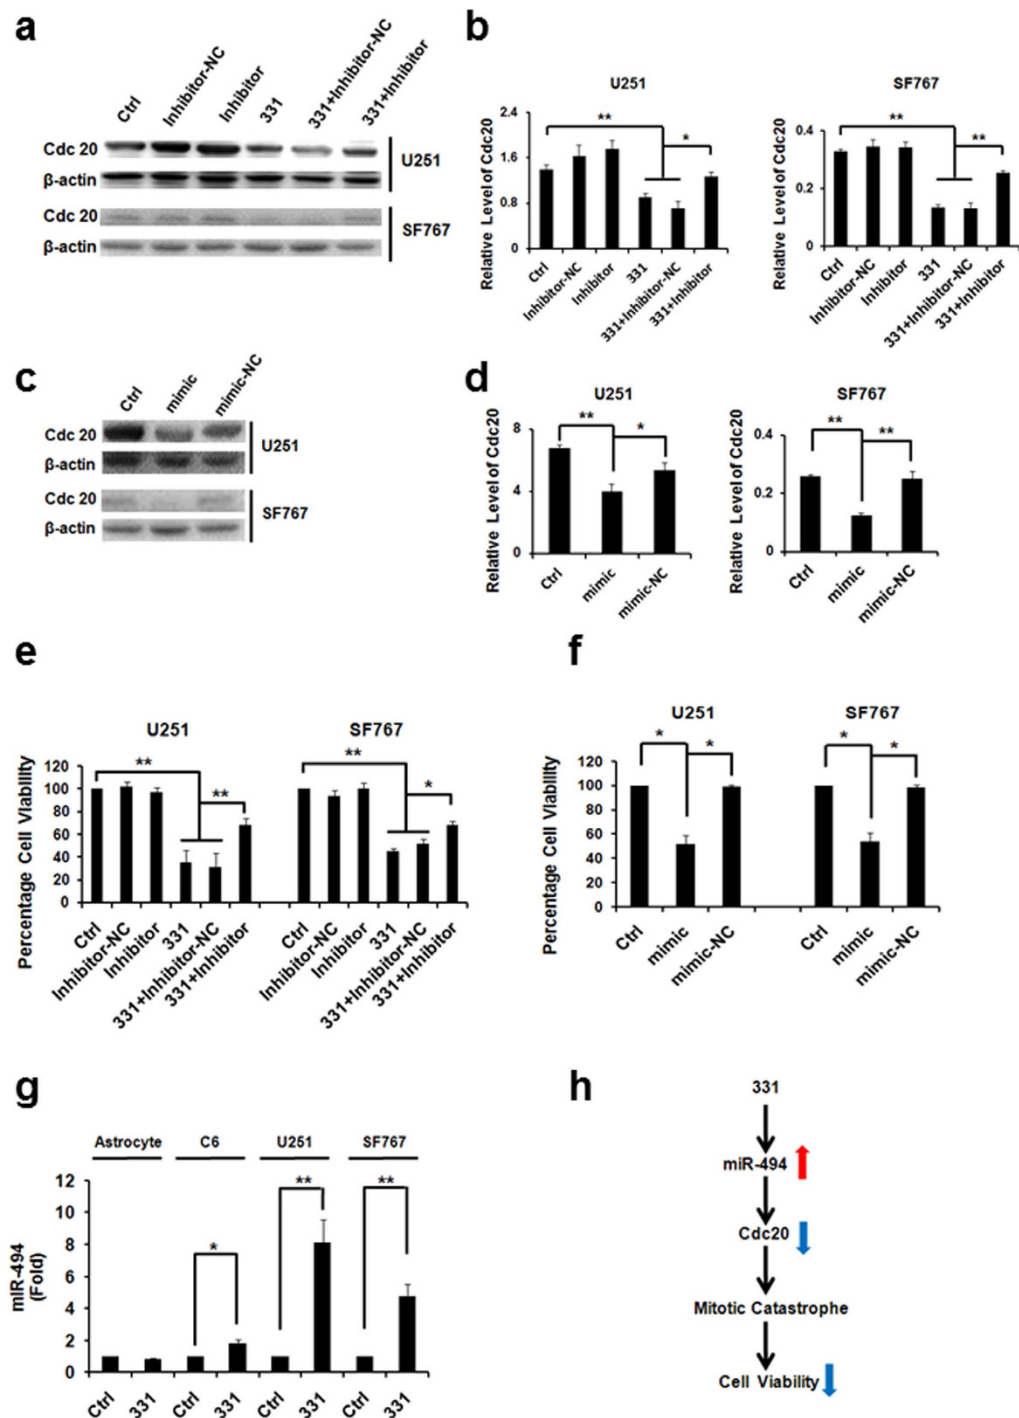 a
Ctrl
Inhibitor-NC
Inhibitor
331
331+Inhibitor-NC
331+Inhibitor
Cdc 20
β-actin
U251
Cdc 20
β-actin
SF767
b
U251
Relative Level of Cdc20
2.4
1.6
0.8
0
**
*
Ctrl
Inhibitor-NC
Inhibitor
331
331+Inhibitor-NC
331+Inhibitor
SF767
Relative Level of Cdc20
0.4
0.2
0
**
**
Ctrl
Inhibitor-NC
Inhibitor
331
331+Inhibitor-NC
331+Inhibitor
c
Ctrl
mimic
mimic-NC
Cdc 20
β-actin
U251
Cdc 20
β-actin
SF767
d
U251
Relative Level of Cdc20
8
4
0
**
*
Ctrl
mimic
mimic-NC
SF767
Relative Level of Cdc20
0.4
0.2
0
**
**
Ctrl
mimic
mimic-NC
e
U251
SF767
Percentage Cell Viability
120
100
80
60
40
20
0
**
**
**
*
Ctrl
Inhibitor-NC
Inhibitor
331
331+Inhibitor-NC
331+Inhibitor
Ctrl
Inhibitor-NC
Inhibitor
331
331+Inhibitor-NC
331+Inhibitor
f
U251
SF767
Percentage Cell Viability
120
100
80
60
40
20
0
*
*
*
*
Ctrl
mimic
mimic-NC
Ctrl
mimic
mimic-NC
g
Astrocyte
C6
U251
SF767
miR-494
(Fold)
12
10
8
6
4
2
0
*
**
**
Ctrl
331
Ctrl
331
Ctrl
331
Ctrl
331
h
331
miR-494
Cdc20
Mitotic Catastrophe
Cell Viability